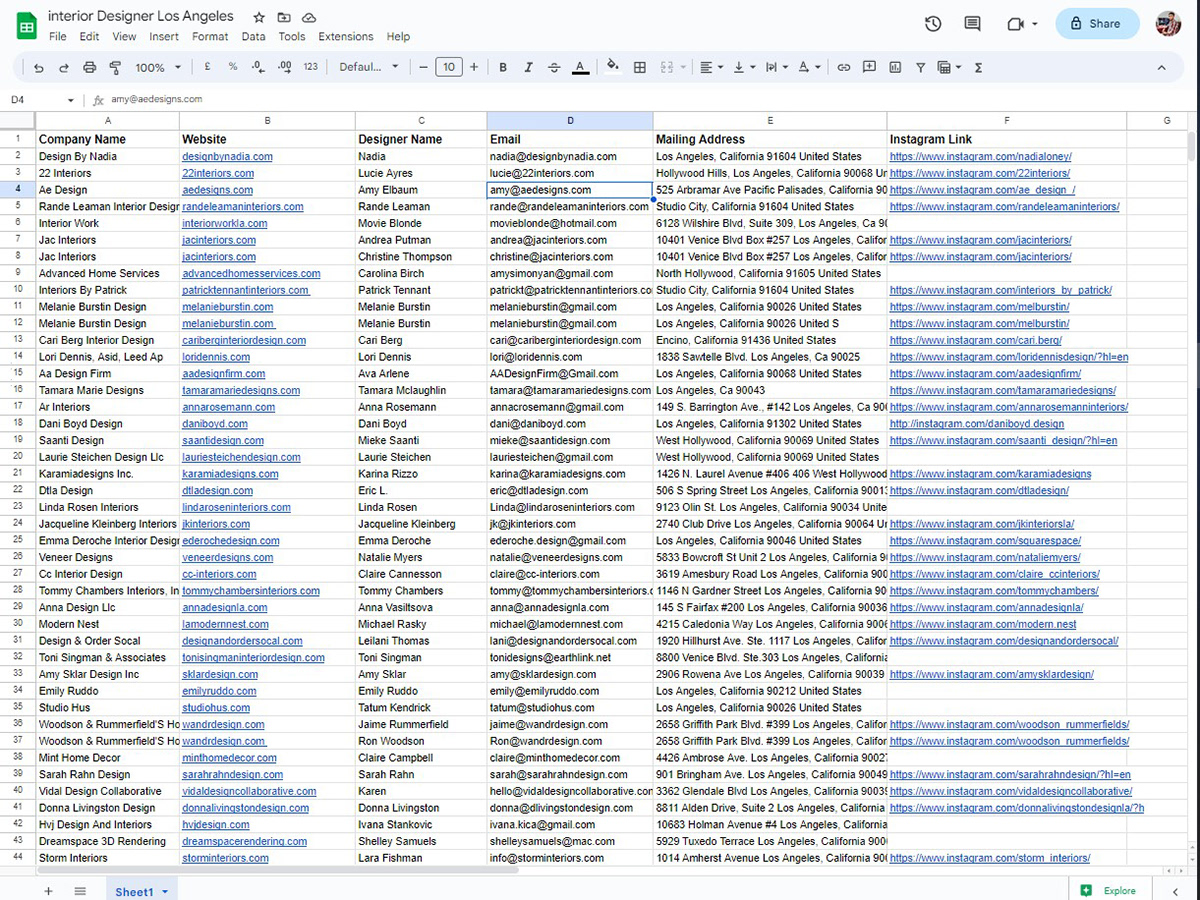 interior Designer Los Angeles
File Edit View Insert Format Data Tools Extensions Help
Share
100% £ % .0 .00 123 Defaul... − 10 + B I A Σ
D4 fx amy@aedesigns.com
A B C D E F G
1 Company Name Website Designer Name Email Mailing Address Instagram Link
2 Design By Nadia designbynadia.com Nadia nadia@designbynadia.com Los Angeles, California 91604 United States https://www.instagram.com/nadialoney/
3 22 Interiors 22interiors.com Lucie Ayres lucie@22interiors.com Hollywood Hills, Los Angeles, California 90068 Un https://www.instagram.com/22interiors/
4 Ae Design aedesigns.com Amy Elbaum amy@aedesigns.com 525 Arbramar Ave Pacific Palisades, California 90 https://www.instagram.com/ae_design_/
5 Rande Leaman Interior Design randeleamaninteriors.com Rande Leaman rande@randeleamaninteriors.com Studio City, California 91604 United States https://www.instagram.com/randeleamaninteriors/
6 Interior Work interiorworkla.com Movie Blonde movieblonde@hotmail.com 6128 Wilshire Blvd, Suite 309, Los Angeles, Ca 90
7 Jac Interiors jacinteriors.com Andrea Putman andrea@jacinteriors.com 10401 Venice Blvd Box #257 Los Angeles, Califor https://www.instagram.com/jacinteriors/
8 Jac Interiors jacinteriors.com Christine Thompson christine@jacinteriors.com 10401 Venice Blvd Box #257 Los Angeles, Califor https://www.instagram.com/jacinteriors/
9 Advanced Home Services advancedhomesservices.com Carolina Birch amysimonyan@gmail.com North Hollywood, California 91605 United States
10 Interiors By Patrick patricktennantinteriors.com Patrick Tennant patrickt@patricktennantinteriors.co Studio City, California 91604 United States https://www.instagram.com/interiors_by_patrick/
11 Melanie Burstin Design melanieburstin.com Melanie Burstin melanieburstin@gmail.com Los Angeles, California 90026 United States https://www.instagram.com/melburstin/
12 Melanie Burstin Design melanieburstin.com Melanie Burstin melanieburstin@gmail.com Los Angeles, California 90026 United S https://www.instagram.com/melburstin/
13 Cari Berg Interior Design cariberginteriordesign.com Cari Berg cari@cariberginteriordesign.com Encino, California 91436 United States https://www.instagram.com/cari.berg/
14 Lori Dennis, Asid, Leed Ap loridennis.com Lori Dennis lori@loridennis.com 1838 Sawtelle Blvd. Los Angeles, CA 90025 https://www.instagram.com/loridennisdesign/?hl=en
15 Aa Design Firm aadesignfirm.com Ava Arlene AADesignFirm@Gmail.com Los Angeles, California 90068 United States https://www.instagram.com/aadesignfirm/
16 Tamara Marie Designs tamaramariedesigns.com Tamara Mclaughlin tamara@tamaramariedesigns.com Los Angeles, Ca 90043 https://www.instagram.com/tamaramariedesigns/
17 Ar Interiors annarosemann.com Anna Rosemann annacrosemann@gmail.com 149 S. Barrington Ave., #142 Los Angeles, Ca 900 https://www.instagram.com/annarosemanninteriors/
18 Dani Boyd Design daniboyd.com Dani Boyd dani@daniboyd.com Los Angeles, California 91302 United States http://instagram.com/daniboyd.design
19 Saanti Design saantidesign.com Mieke Saanti mieke@saantidesign.com West Hollywood, California 90069 United States https://www.instagram.com/saanti_design/?hl=en
20 Laurie Steichen Design Llc lauriesteichendesign.com Laurie Steichen lauriesteichen@gmail.com West Hollywood, California 90069 United States
21 Karamiadesigns Inc. karamiadesigns.com Karina Rizzo karina@karamiadesigns.com 1426 N. Laurel Avenue #406 406 West Hollywood https://www.instagram.com/karamiadesigns
22 Dtla Design dtladesign.com Eric L. eric@dtladesign.com 506 S Spring Street Los Angeles, California 9001 https://www.instagram.com/dtladesign/
23 Linda Rosen Interiors lindaroseninteriors.com Linda Rosen Linda@lindaroseninteriors.com 9123 Olin St. Los Angeles, California 90034 Unite
24 Jacqueline Kleinberg Interiors jkinteriors.com Jacqueline Kleinberg jk@jkinteriors.com 2740 Club Drive Los Angeles, California 90064 Un https://www.instagram.com/jkinteriorsla/
25 Emma Deroche Interior Design ederochedesign.com Emma Deroche ederoche.design@gmail.com Los Angeles, California 90046 United States https://www.instagram.com/squarespace/
26 Veneer Designs veneerdesigns.com Natalie Myers natalie@veneerdesigns.com 5833 Bowcroft St Unit 2 Los Angeles, California 9 https://www.instagram.com/nataliemyers/
27 Cc Interior Design cc-interiors.com Claire Cannesson claire@cc-interiors.com 3619 Amesbury Road Los Angeles, California 900 https://www.instagram.com/claire_ccinteriors/
28 Tommy Chambers Interiors, In tommychambersinteriors.com Tommy Chambers tommy@tommychambersinteriors.c 1146 N Gardner Street Los Angeles, California 90 https://www.instagram.com/tommychambers/
29 Anna Design Llc annadesignla.com Anna Vasiltsova anna@annadesignla.com 145 S Fairfax #200 Los Angeles, California 90036 https://www.instagram.com/annadesignla/
30 Modern Nest lamodernnest.com Michael Rasky michael@lamodernnest.com 4215 Caledonia Way Los Angeles, California 9006 https://www.instagram.com/modern.nest
31 Design & Order Socal designandordersocal.com Leilani Thomas lani@designandordersocal.com 1920 Hillhurst Ave. Ste. 1117 Los Angeles, Califor https://www.instagram.com/designandordersocal/
32 Toni Singman & Associates tonisingmaninteriordesign.com Toni Singman tonidesigns@earthlink.net 8800 Venice Blvd. Ste.303 Los Angeles, California
33 Amy Sklar Design Inc sklardesign.com Amy Sklar amy@sklardesign.com 2906 Rowena Ave Los Angeles, California 90039 https://www.instagram.com/amysklardesign/
34 Emily Ruddo emilyruddo.com Emily Ruddo emily@emilyruddo.com Los Angeles, California 90212 United States
35 Studio Hus studiohus.com Tatum Kendrick tatum@studiohus.com Los Angeles, California 90026 United States
36 Woodson & Rummerfield'S Ho wandrdesign.com Jaime Rummerfield jaime@wandrdesign.com 2658 Griffith Park Blvd. #399 Los Angeles, Califor https://www.instagram.com/woodson_rummerfields/
37 Woodson & Rummerfield'S Ho wandrdesign.com Ron Woodson Ron@wandrdesign.com 2658 Griffith Park Blvd. #399 Los Angeles, Califor https://www.instagram.com/woodson_rummerfields/
38 Mint Home Decor minthomedecor.com Claire Campbell claire@minthomedecor.com 4426 Ambrose Ave. Los Angeles, California 90027
39 Sarah Rahn Design sarahrahndesign.com Sarah Rahn sarah@sarahrahndesign.com 901 Bringham Ave. Los Angeles, California 90049 https://www.instagram.com/sarahrahndesign/?hl=en
40 Vidal Design Collaborative vidaldesigncollaborative.com Karen hello@vidaldesigncollaborative.com 3362 Glendale Blvd Los Angeles, California 9003 https://www.instagram.com/vidaldesigncollaborative/
41 Donna Livingston Design donnalivingstondesign.com Donna Livingston donna@dlivingstondesign.com 8811 Alden Drive, Suite 2 Los Angeles, California https://www.instagram.com/donnalivingstondesignla/?h
42 Hvj Design And Interiors hvjdesign.com Ivana Stankovic ivana.kica@gmail.com 10683 Holman Avenue #4 Los Angeles, California
43 Dreamspace 3D Rendering dreamspacerendering.com Shelley Samuels shelleysamuels@mac.com 5929 Tuxedo Terrace Los Angeles, California 900
44 Storm Interiors storminteriors.com Lara Fishman info@storminteriors.com 1014 Amherst Avenue Los Angeles, California 900 https://www.instagram.com/storm_interiors/
Sheet1
Explore